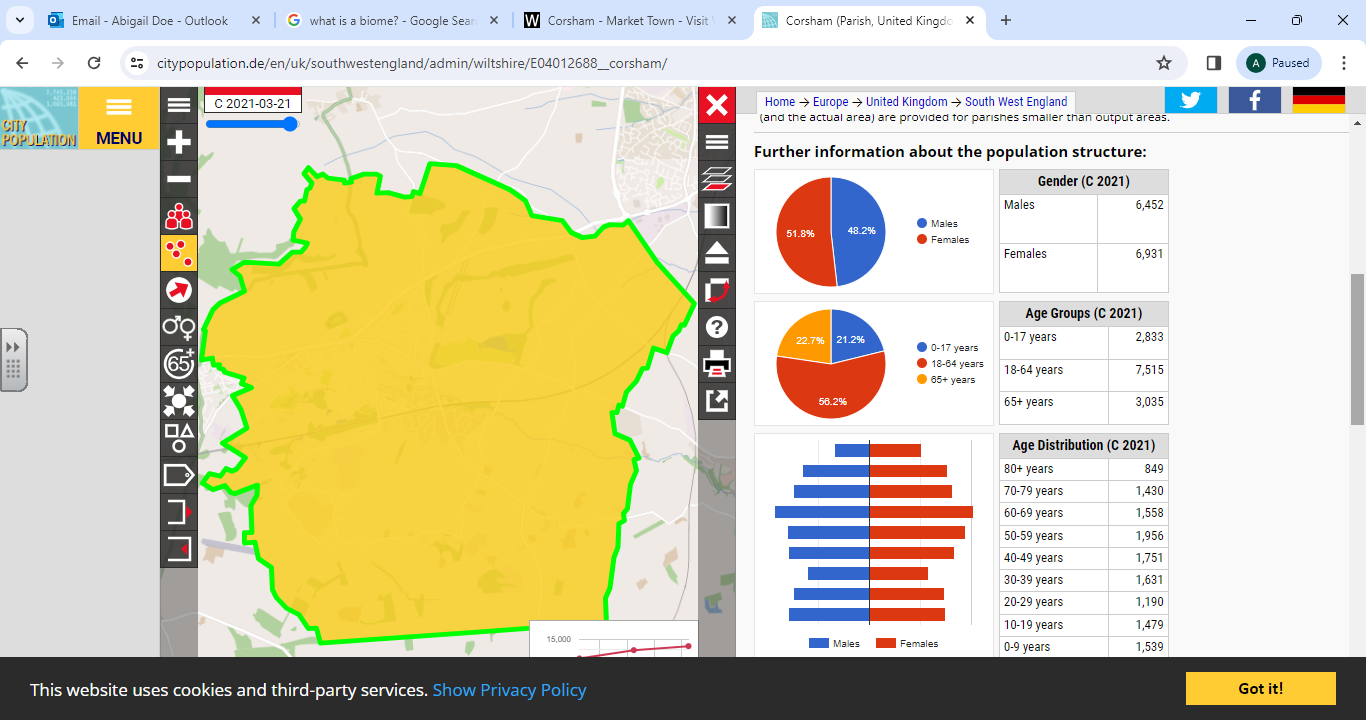 Email - Abigail Doe - Outlook
what is a biome? - Google Sear
Corsham - Market Town - Visit
Corsham (Parish, United Kingdo
citypopulation.de/en/uk/southwestengland/admin/wiltshire/E04012688__corsham/
A Paused
CITY
POPULATION
MENU
C 2021-03-21
65+
15,000
Home → Europe → United Kingdom → South West England
(and the actual area) are provided for parishes smaller than output areas.
Further information about the population structure:
51.8%
48.2%
Males
Females
Gender (C 2021)
Males 6,452
Females 6,931
22.7%
21.2%
56.2%
0-17 years
18-64 years
65+ years
Age Groups (C 2021)
0-17 years 2,833
18-64 years 7,515
65+ years 3,035
Males
Females
Age Distribution (C 2021)
80+ years 849
70-79 years 1,430
60-69 years 1,558
50-59 years 1,956
40-49 years 1,751
30-39 years 1,631
20-29 years 1,190
10-19 years 1,479
0-9 years 1,539
This website uses cookies and third-party services. Show Privacy Policy
Got it!